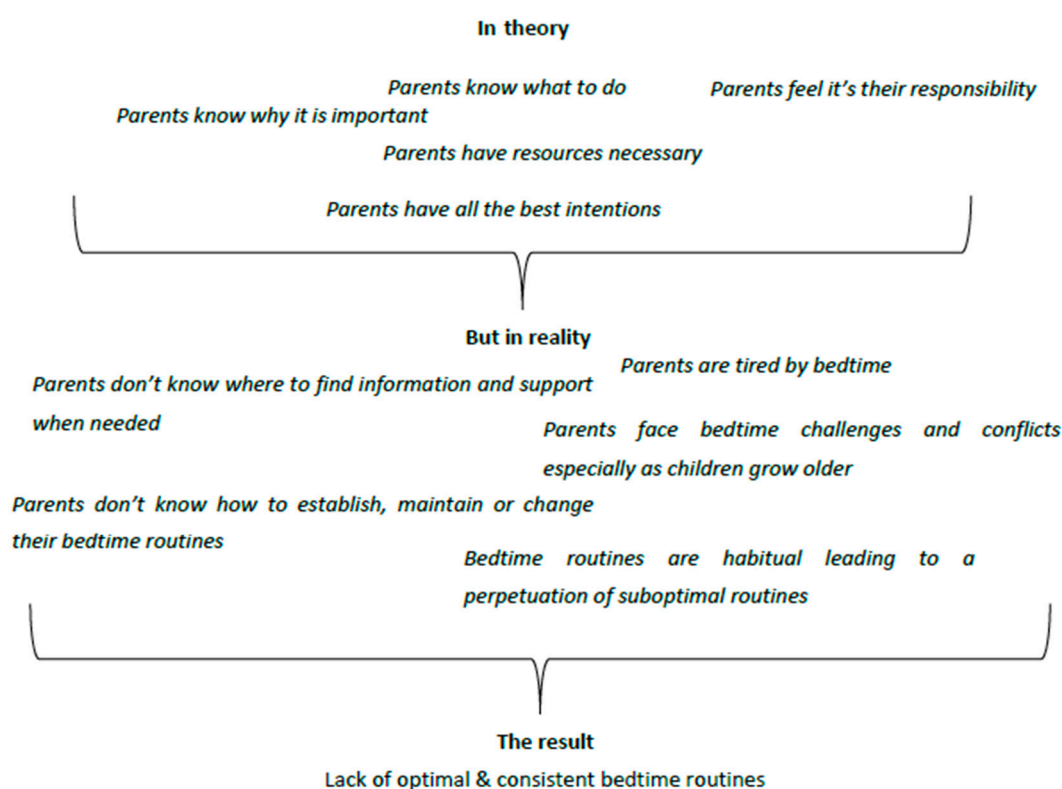 In theory
Parents know what to do
Parents feel it's their responsibility
Parents know why it is important
Parents have resources necessary
Parents have all the best intentions
But in reality
Parents are tired by bedtime
Parents don't know where to find information and support
when needed
Parents face bedtime challenges and conflicts
especially as children grow older
Parents don't know how to establish, maintain or change
their bedtime routines
Bedtime routines are habitual leading to a
perpetuation of suboptimal routines
The result
Lack of optimal & consistent bedtime routines